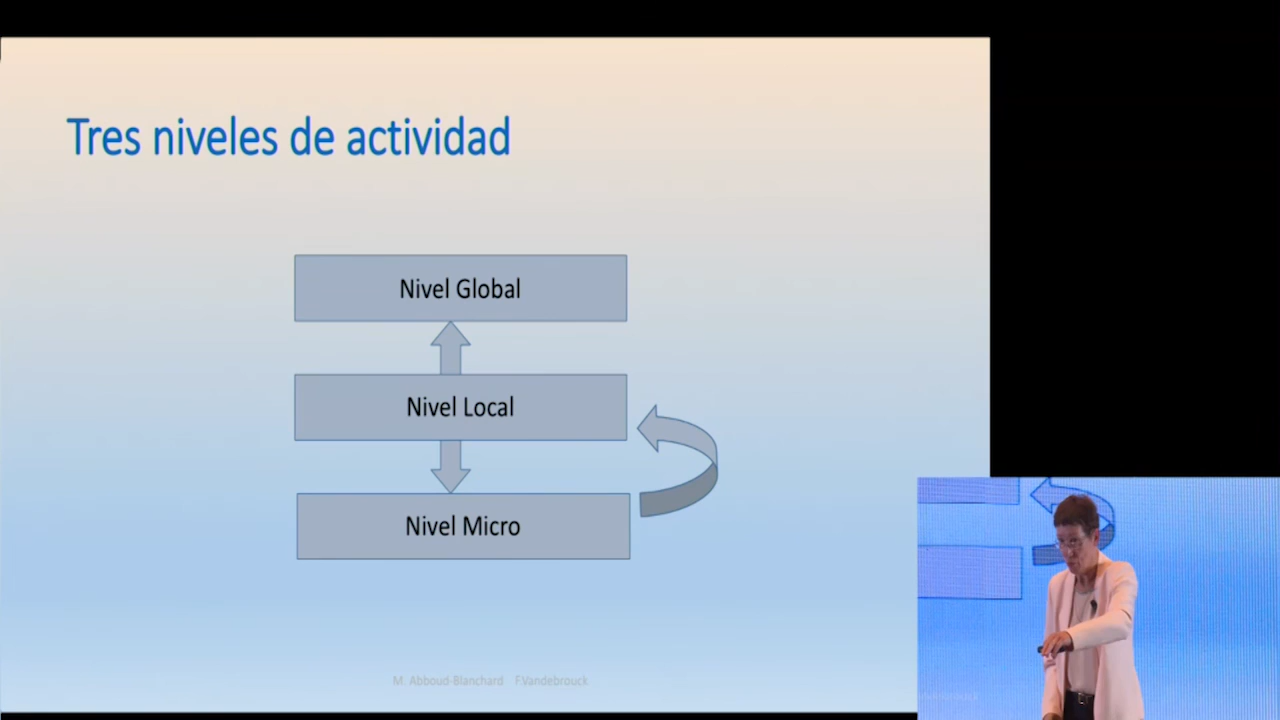 Tres niveles de actividad
Nivel Global
Nivel Local
Nivel Micro
M. Abboud-Blanchard F.Vandebrouck